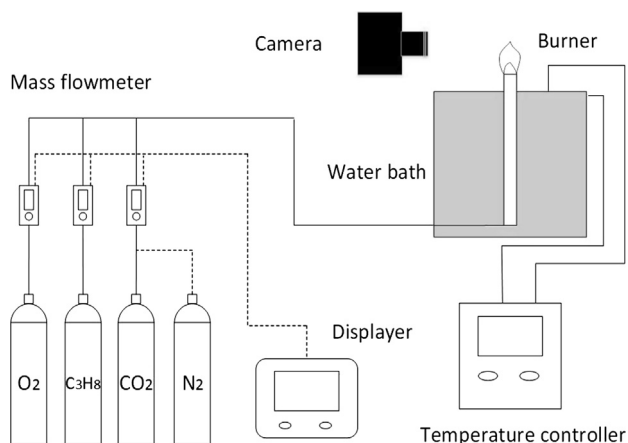 Camera
Burner
Mass flowmeter
Water bath
Displayer
O2
C3H8
CO2
N2
Temperature controller